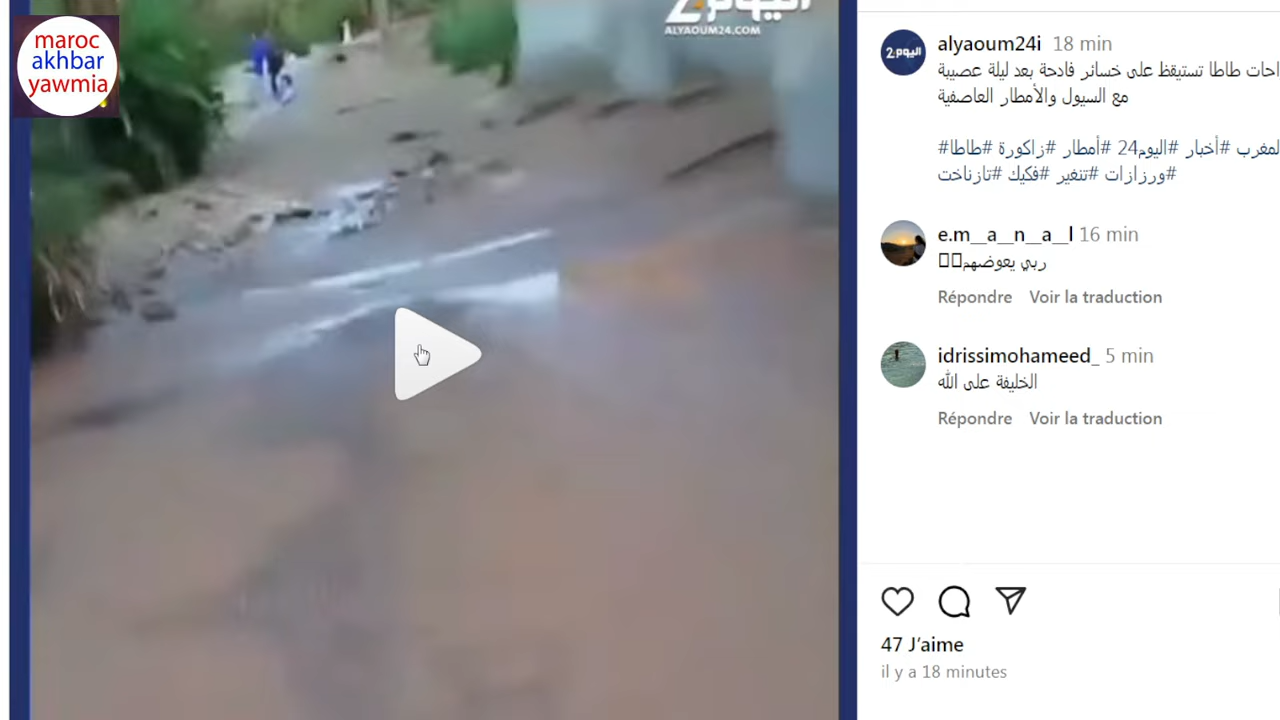 maroc
akhbar
yawmia
اليوم
ALYAOUM24.COM
alyaoum24i 18 min
احات طاطا تستيقظ على خسائر فادحة بعد ليلة عصيبة
مع السيول والأمطار العاصفية
لمغرب #أخبار #اليوم24 #أمطار #زاكورة #طاطا#
#ورزازات #تنغير #فكيك #تازناخت
e.m__a__n__a__l 16 min
ربي يعوضهم
Répondre Voir la traduction
idrissimohameed_ 5 min
الخليفة على الله
Répondre Voir la traduction
47 J'aime
il y a 18 minutes